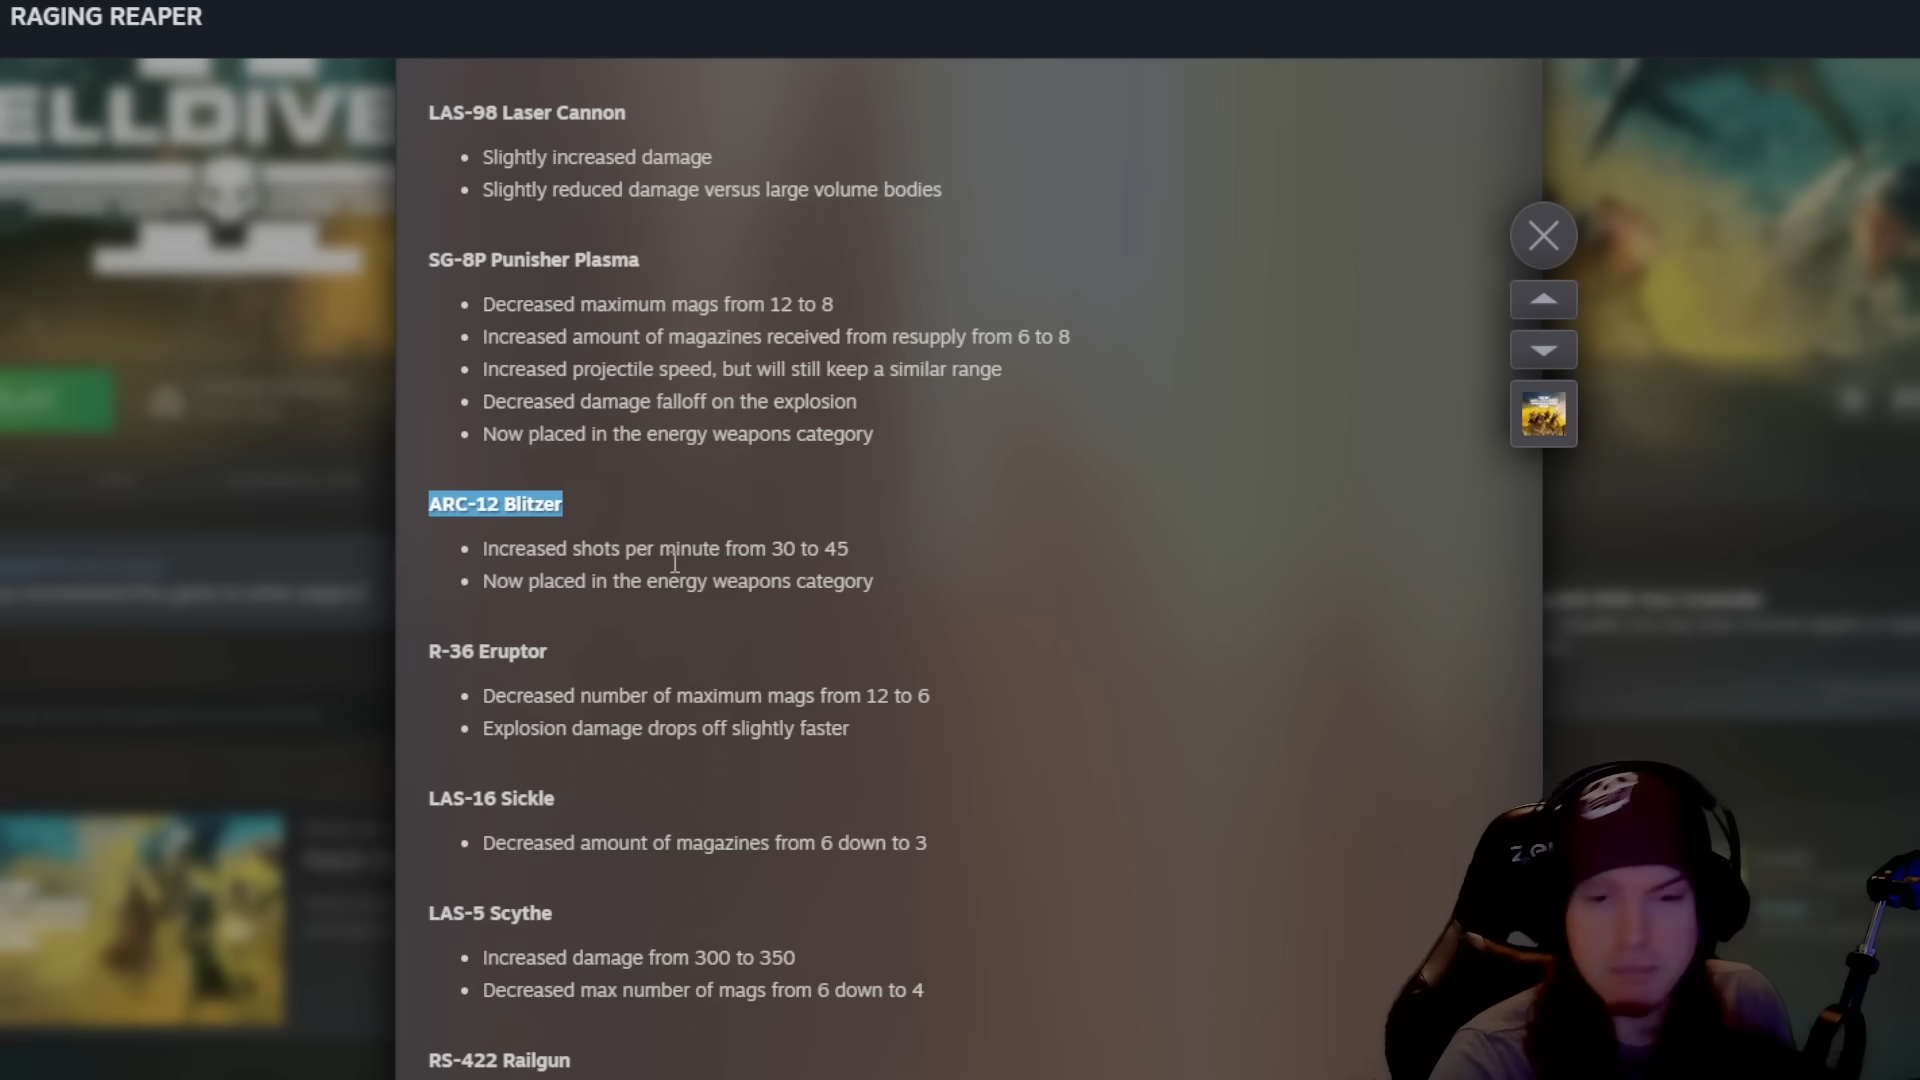 RAGING REAPER
ELLDIVE
LAS-98 Laser Cannon
Slightly increased damage
Slightly reduced damage versus large volume bodies
SG-8P Punisher Plasma
Decreased maximum mags from 12 to 8
Increased amount of magazines received from resupply from 6 to 8
Increased projectile speed, but will still keep a similar range
Decreased damage falloff on the explosion
Now placed in the energy weapons category
ARC-12 Blitzer
Increased shots per minute from 30 to 45
Now placed in the energy weapons category
R-36 Eruptor
Decreased number of maximum mags from 12 to 6
Explosion damage drops off slightly faster
LAS-16 Sickle
Decreased amount of magazines from 6 down to 3
LAS-5 Scythe
Increased damage from 300 to 350
Decreased max number of mags from 6 down to 4
RS-422 Railgun